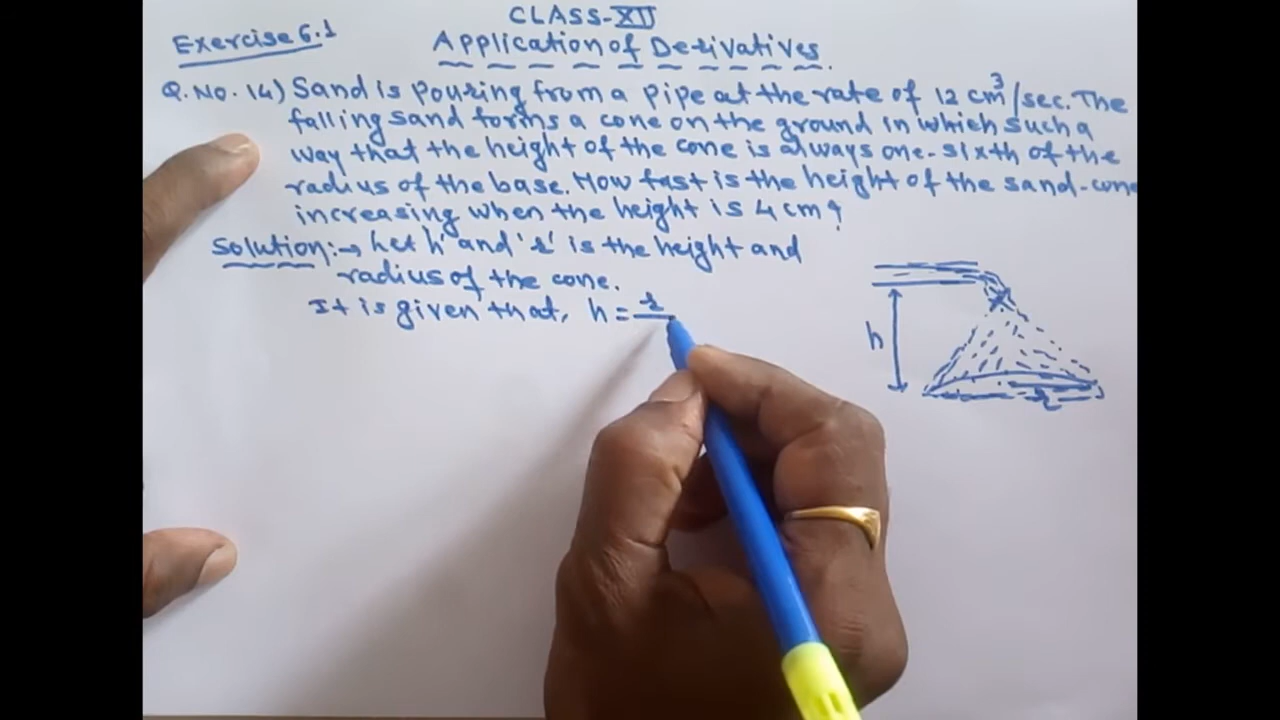 CLASS-XII
Exercise 6.1
Application of Derivatives
Q. No. 14) Sand is pouring from a pipe at the rate of 12 cm³/sec. The
falling sand forms a cone on the ground in which such a
way that the height of the cone is always one-sixth of the
radius of the base. How fast is the height of the sand-cone
increasing when the height is 4 cm?
Solution:→ Let 'h' and 'r' is the height and
radius of the cone.
It is given that, h = r/
h
r